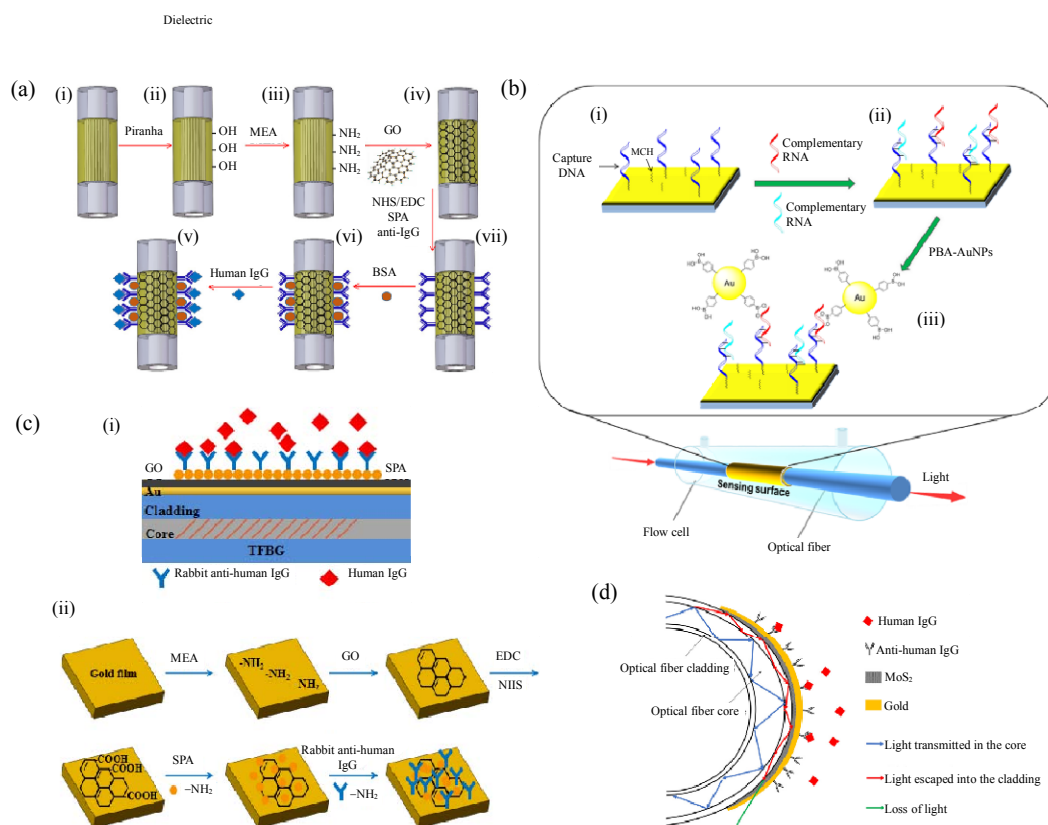 Dielectric
(a)
(i)
(ii)
(iii)
(iv)
Piranha
OH
OH
OH
MEA
NH2
NH2
NH2
GO
NHS/EDC
SPA
anti-IgG
(v)
(vi)
(vii)
Human IgG
BSA
(b)
(i)
(ii)
Capture
DNA
MCH
Complementary
RNA
Complementary
RNA
PBA-AuNPs
HO
OH
B
Au
Au
(iii)
Sensing surface
Light
Flow cell
Optical fiber
(c)
(i)
GO
SPA
Au
Cladding
Core
TFBG
Rabbit anti-human IgG
Human IgG
(ii)
Gold film
MEA
-NH2
-NH2
NH2
GO
EDC
NIIS
COOH
COOH
COOH
SPA
–NH2
Rabbit anti-human
IgG
–NH2
(d)
Optical fiber cladding
Optical fiber core
Human IgG
Anti-human IgG
MoS2
Gold
Light transmitted in the core
Light escaped into the cladding
Loss of light